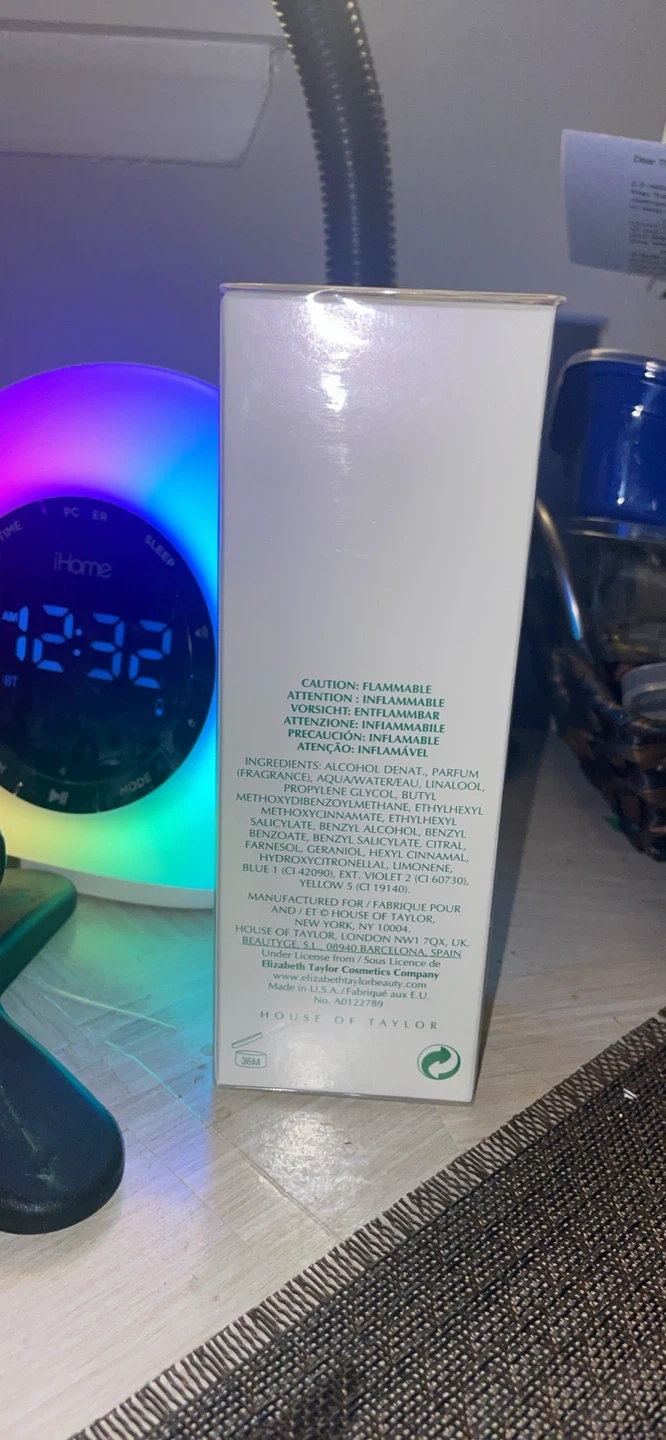 Dear
TIME
PC ER
SLEEP
iHome
AM
12:32
BT
MODE
CAUTION: FLAMMABLE
ATTENTION : INFLAMMABLE
VORSICHT: ENTFLAMMBAR
ATTENZIONE: INFIAMMABILE
PRECAUCIÓN: INFLAMABLE
ATENÇÃO: INFLAMÁVEL
INGREDIENTS: ALCOHOL DENAT., PARFUM
(FRAGRANCE), AQUA/WATER/EAU, LINALOOL,
PROPYLENE GLYCOL, BUTYL
METHOXYDIBENZOYLMETHANE, ETHYLHEXYL
METHOXYCINNAMATE, ETHYLHEXYL
SALICYLATE, BENZYL ALCOHOL, BENZYL
BENZOATE, BENZYL SALICYLATE, CITRAL,
FARNESOL, GERANIOL, HEXYL CINNAMAL,
HYDROXYCITRONELLAL, LIMONENE,
BLUE 1 (CI 42090), EXT. VIOLET 2 (CI 60730),
YELLOW 5 (CI 19140).
MANUFACTURED FOR / FABRIQUÉ POUR
AND / ET © HOUSE OF TAYLOR,
NEW YORK, NY 10004.
HOUSE OF TAYLOR, LONDON NW1 7QX, UK.
BEAUTYGE, S.L., 08940 BARCELONA, SPAIN
Under License from / Sous Licence de
Elizabeth Taylor Cosmetics Company
www.elizabethtaylorbeauty.com
Made in U.S.A. / Fabriqué aux E.U.
No. A0122789
HOUSE OF TAYLOR
36M